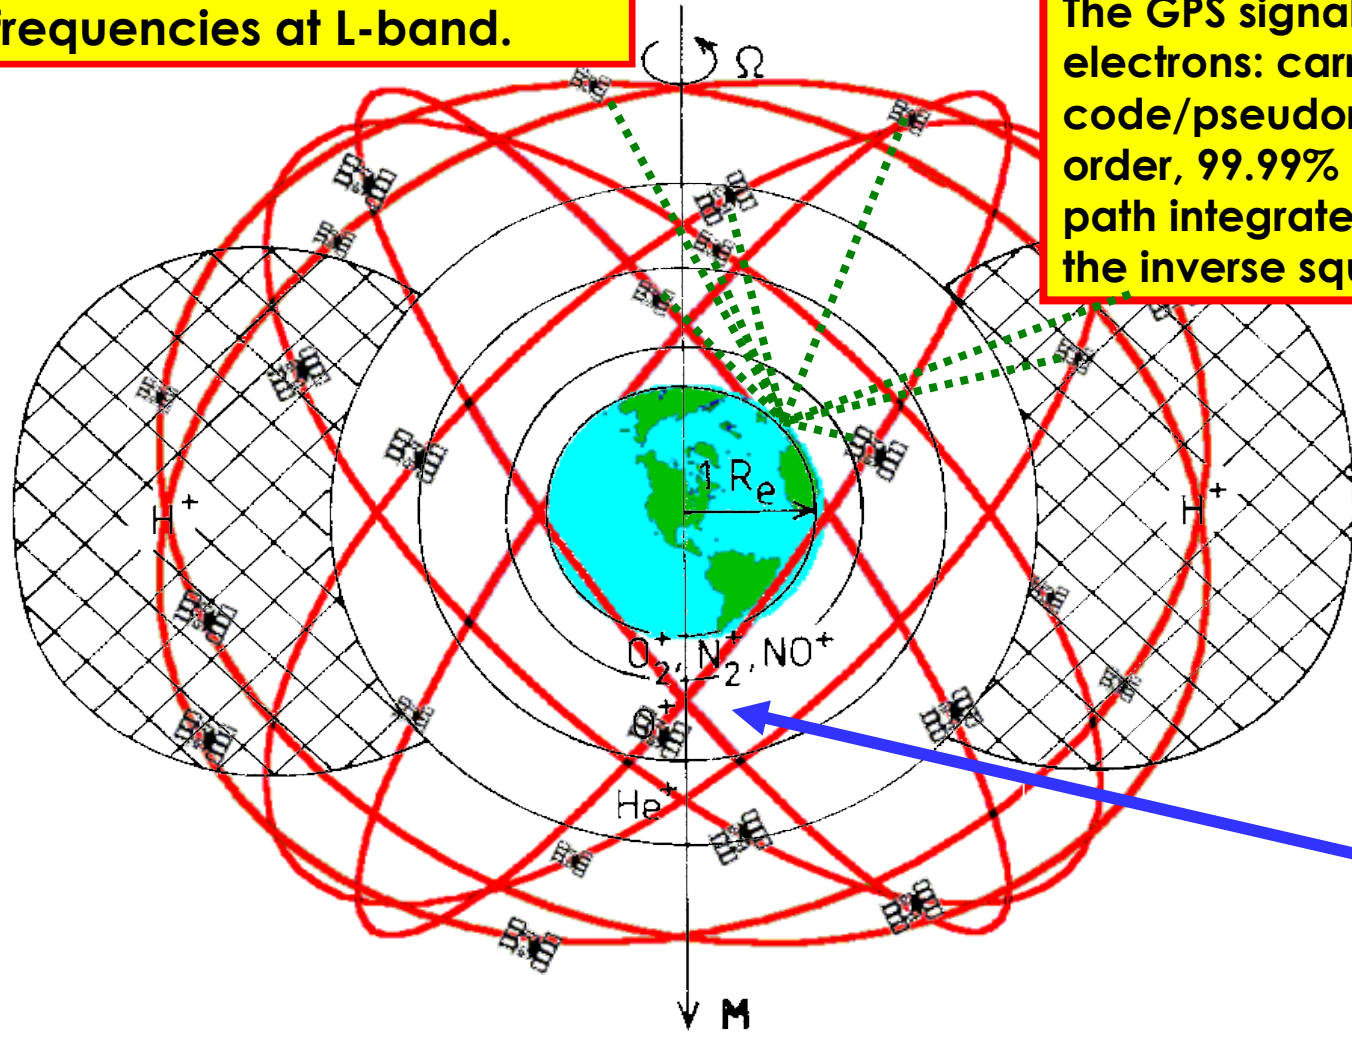 frequencies at L-band.
The GPS signal
electrons: carr
code/pseudor
order, 99.99%
path integrate
the inverse squ
Ω
1 Re
H+
H+
O2+, N2+, NO+
O+
He+
M